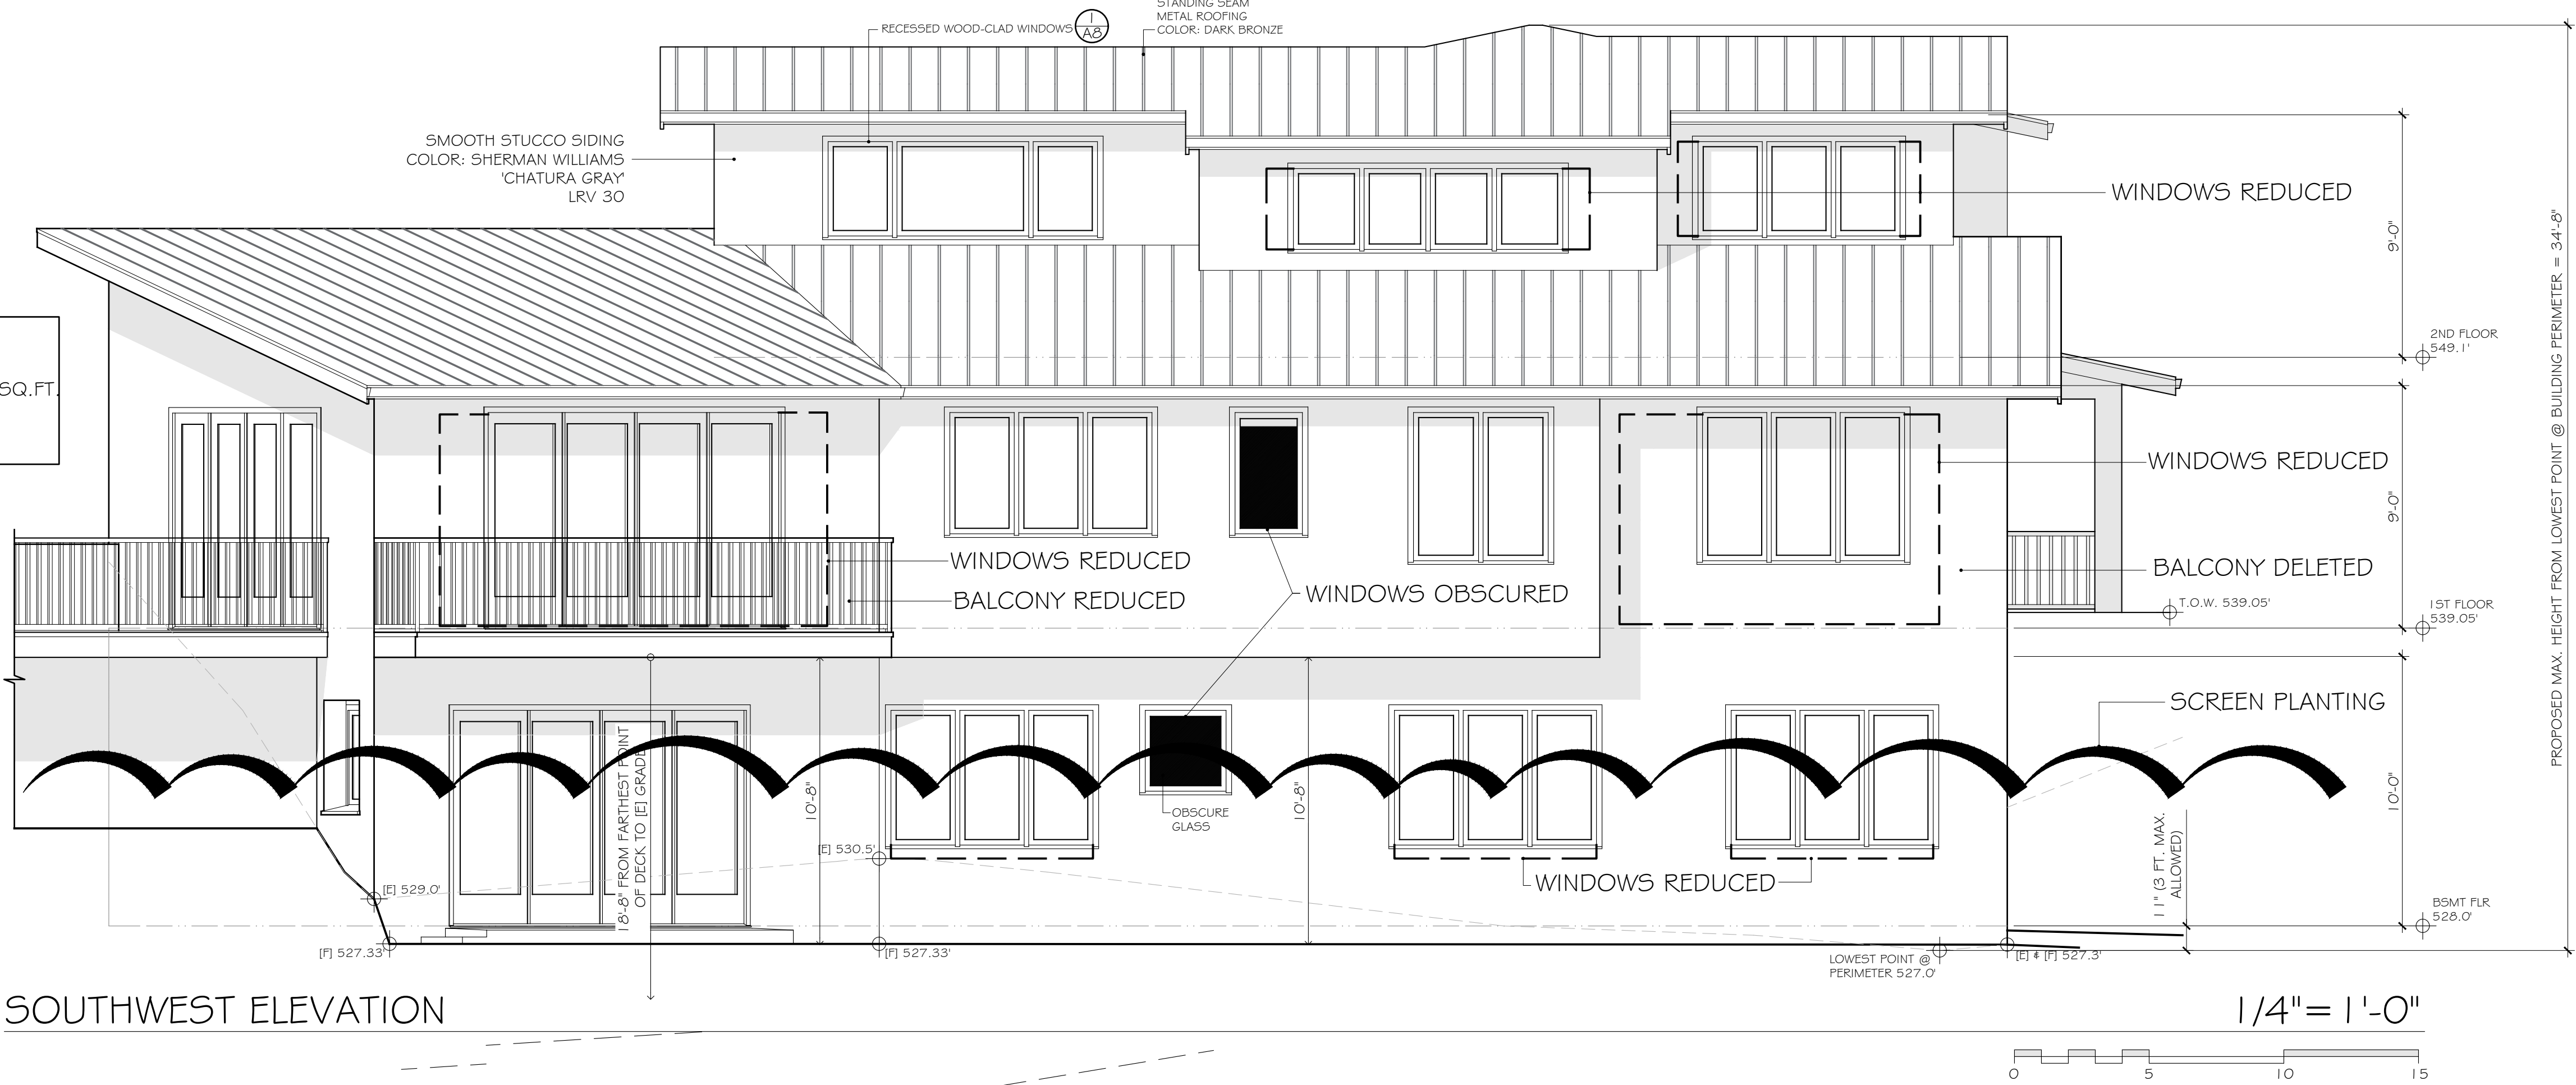 STANDING SEAM
METAL ROOFING
COLOR: DARK BRONZE
RECESSED WOOD-CLAD WINDOWS
1
A8
SMOOTH STUCCO SIDING
COLOR: SHERMAN WILLIAMS
'CHATURA GRAY'
LRV 30
WINDOWS REDUCED
9'-0"
2ND FLOOR
549.1'
PROPOSED MAX. HEIGHT FROM LOWEST POINT @ BUILDING PERIMETER = 34'-8"
SQ.FT.
WINDOWS REDUCED
9'-0"
WINDOWS REDUCED
BALCONY REDUCED
WINDOWS OBSCURED
BALCONY DELETED
T.O.W. 539.05'
1ST FLOOR
539.05'
SCREEN PLANTING
18'-8" FROM FARTHEST POINT
OF DECK TO [E] GRADE
10'-8"
10'-8"
10'-0"
OBSCURE
GLASS
[E] 530.5'
[E] 529.0'
WINDOWS REDUCED
11" (3 FT. MAX.
ALLOWED)
BSMT FLR
528.0'
[F] 527.33'
[F] 527.33'
LOWEST POINT @
PERIMETER 527.0'
[E] & [F] 527.3'
SOUTHWEST ELEVATION
1/4"= 1'-0"
0 5 10 15